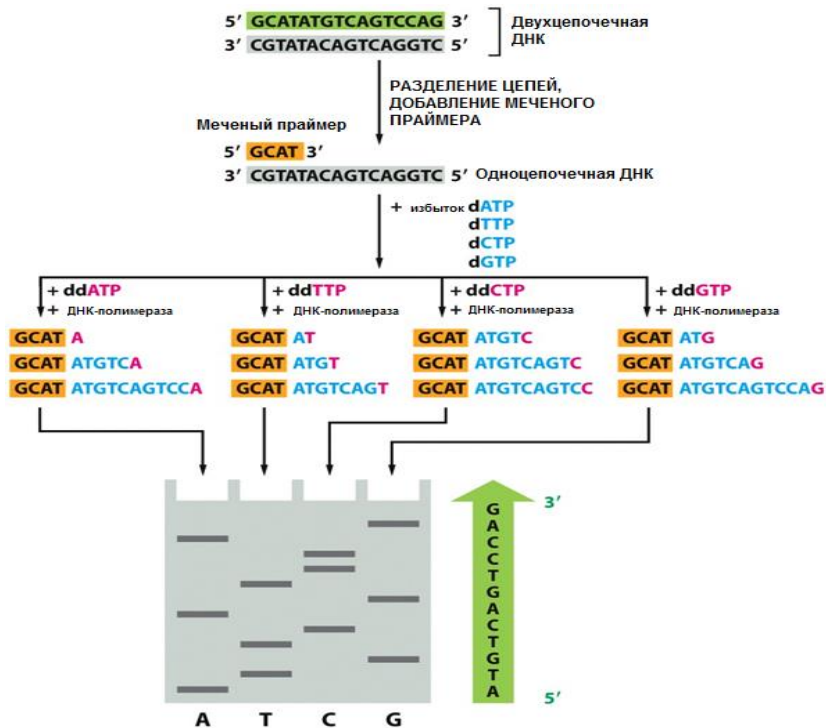 5′ GCATATGTCAGTCCAG 3′
3′ CGTATACAGTCAGGTC 5′
Двухцепочечная
ДНК
РАЗДЕЛЕНИЕ ЦЕПЕЙ,
ДОБАВЛЕНИЕ МЕЧЕНОГО
ПРАЙМЕРА
Меченый праймер
5′ GCAT 3′
3′ CGTATACAGTCAGGTC 5′ Одноцепочечная ДНК
+ избыток dATP
dTTP
dCTP
dGTP
+ ddATP
+ ДНК-полимераза
GCAT A
GCAT ATGTCA
GCAT ATGTCAGTCCA
+ ddTTP
+ ДНК-полимераза
GCAT AT
GCAT ATGT
GCAT ATGTCAGT
+ ddCTP
+ ДНК-полимераза
GCAT ATGTC
GCAT ATGTCAGTC
GCAT ATGTCAGTCC
+ ddGTP
+ ДНК-полимераза
GCAT ATG
GCAT ATGTCAG
GCAT ATGTCAGTCCAG
3′
G
A
C
C
T
G
A
C
T
G
T
A
5′
A T C G